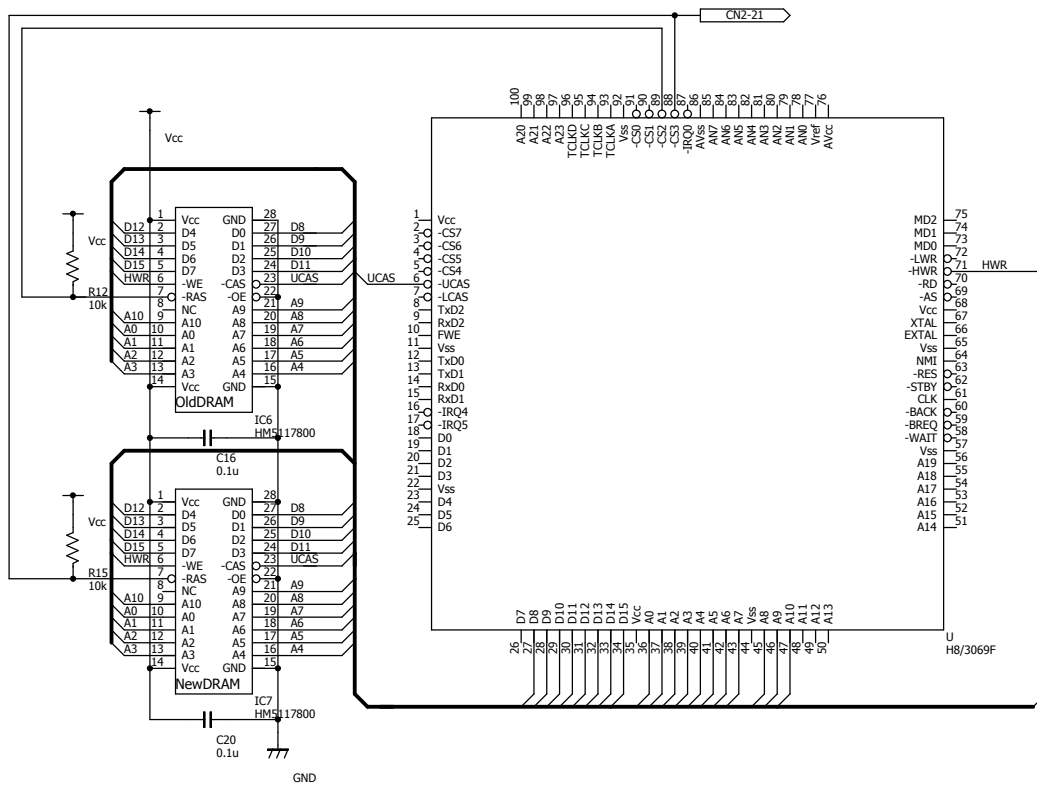 CN2-21
100 99 98 97 96 95 94 93 92 91 90 89 88 87 86 85 84 83 82 81 80 79 78 77 76
A20 A21 A22 A23 TCLKD TCLKC TCLKB TCLKA Vss -CS0 -CS1 -CS2 -CS3 -IRQ0 AVss AN7 AN6 AN5 AN4 AN3 AN2 AN1 AN0 Vref AVcc
Vcc
Vcc
R12
10k
1 Vcc GND 28
D12 2 D4 D0 27 D8
D13 3 D5 D1 26 D9
D14 4 D6 D2 25 D10
D15 5 D7 D3 24 D11
HWR 6 -WE -CAS 23 UCAS
7 -RAS -OE 22
8 NC A9 21 A9
A10 9 A10 A8 20 A8
A0 10 A0 A7 19 A7
A1 11 A1 A6 18 A6
A2 12 A2 A5 17 A5
A3 13 A3 A4 16 A4
14 Vcc GND 15
OldDRAM
IC6
HM5117800
C16
0.1u
Vcc
R15
10k
1 Vcc GND 28
D12 2 D4 D0 27 D8
D13 3 D5 D1 26 D9
D14 4 D6 D2 25 D10
D15 5 D7 D3 24 D11
HWR 6 -WE -CAS 23 UCAS
7 -RAS -OE 22
8 NC A9 21 A9
A10 9 A10 A8 20 A8
A0 10 A0 A7 19 A7
A1 11 A1 A6 18 A6
A2 12 A2 A5 17 A5
A3 13 A3 A4 16 A4
14 Vcc GND 15
NewDRAM
IC7
HM5117800
C20
0.1u
GND
1 Vcc MD2 75
2 -CS7 MD1 74
3 -CS6 MD0 73
4 -CS5 -LWR 72
5 -CS4 -HWR 71 HWR
UCAS 6 -UCAS -RD 70
7 -LCAS -AS 69
8 TxD2 Vcc 68
9 RxD2 XTAL 67
10 FWE EXTAL 66
11 Vss Vss 65
12 TxD0 NMI 64
13 TxD1 -RES 63
14 RxD0 -STBY 62
15 RxD1 CLK 61
16 -IRQ4 -BACK 60
17 -IRQ5 -BREQ 59
18 D0 -WAIT 58
19 D1 Vss 57
20 D2 A19 56
21 D3 A18 55
22 Vss A17 54
23 D4 A16 53
24 D5 A15 52
25 D6 A14 51
D7 D8 D9 D10 D11 D12 D13 D14 D15 Vcc A0 A1 A2 A3 A4 A5 A6 A7 Vss A8 A9 A10 A11 A12 A13
26 27 28 29 30 31 32 33 34 35 36 37 38 39 40 41 42 43 44 45 46 47 48 49 50
U
H8/3069F